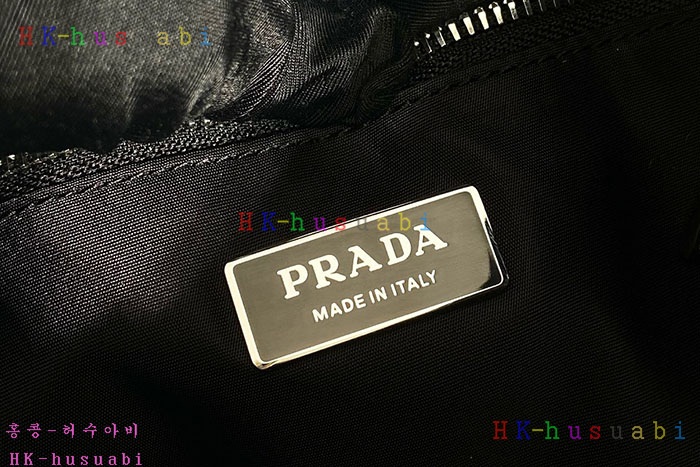 HK-husuabi
HK-husuabi
PRADA
MADE IN ITALY
홍콩-허수아비
HK-husuabi
HK-husuabi